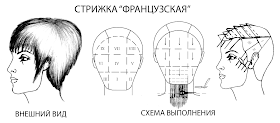 СТРИЖКА "ФРАНЦУЗСКАЯ"
ВНЕШНИЙ ВИД
СХЕМА ВЫПОЛНЕНИЯ